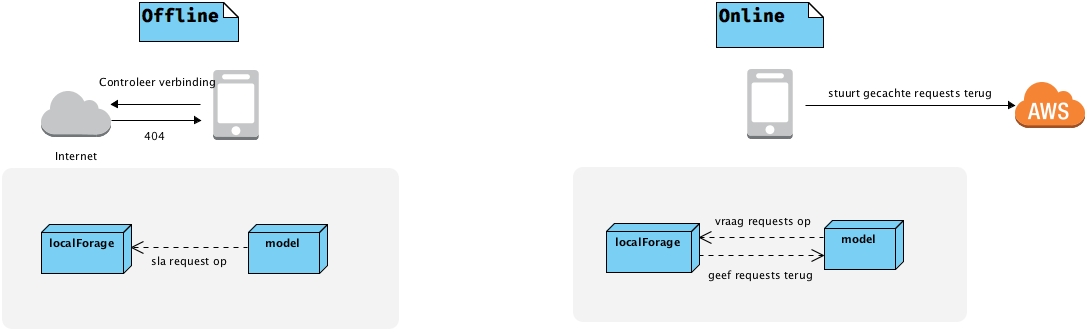 Offline
Controleer verbinding
404
Internet
localForage
model
sla request op
Online
stuurt gecachte requests terug
AWS
vraag requests op
localForage
model
geef requests terug